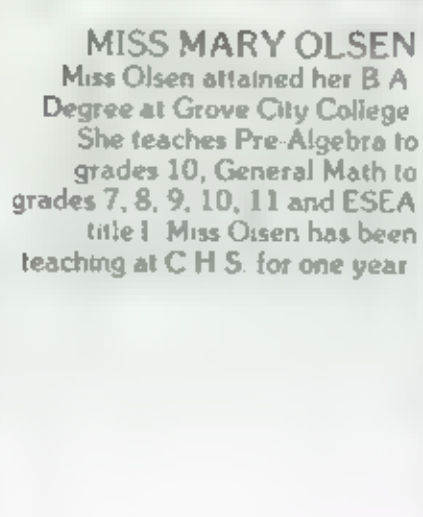 MISS MARY OLSEN
Miss Olsen attained her B A
Degree at Grove City College
She teaches Pre-Algebra to
grades 10, General Math to
grades 7, 8, 9, 10, 11 and ESEA
title I Miss Olsen has been
teaching at C H S. for one year